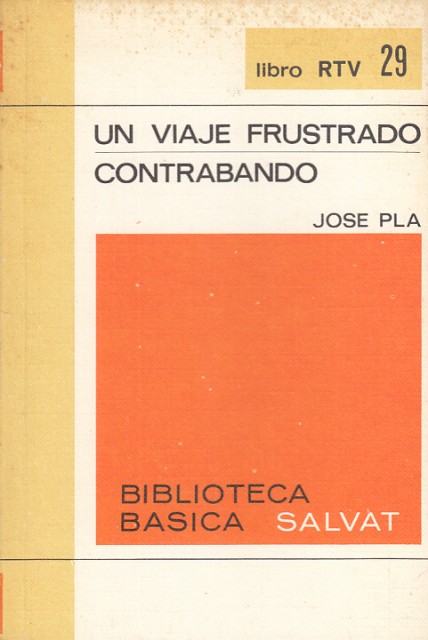 libro RTV 29
UN VIAJE FRUSTRADO
CONTRABANDO
JOSE PLA
BIBLIOTECA
BASICA SALVAT